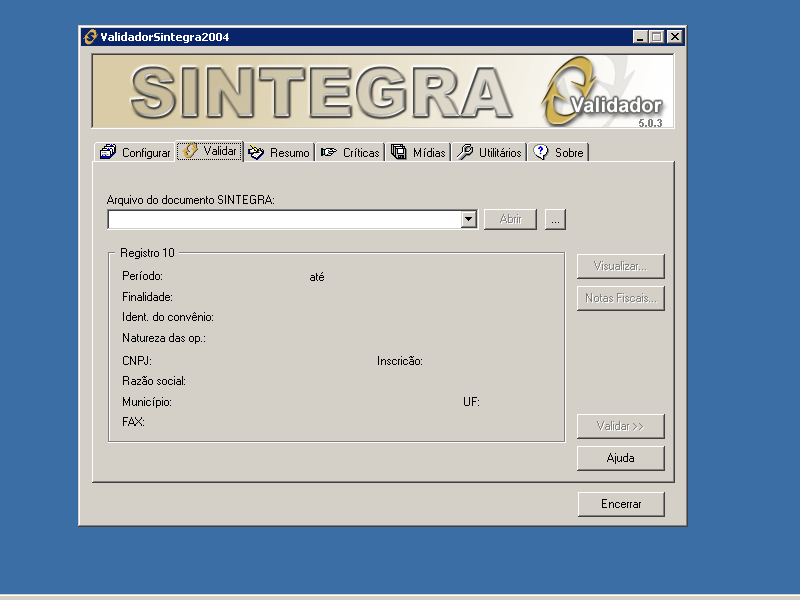 ValidadorSintegra2004
SINTEGRA
Validador
5.0.3
Configurar Validar Resumo Críticas Mídias Utilitários Sobre
Arquivo do documento SINTEGRA:
Abrir ...
Registro 10
Período: até
Visualizar...
Finalidade:
Notas Fiscais...
Ident. do convênio:
Natureza das op.:
CNPJ: Inscricão:
Razão social:
Município: UF:
FAX:
Validar >>
Ajuda
Encerrar